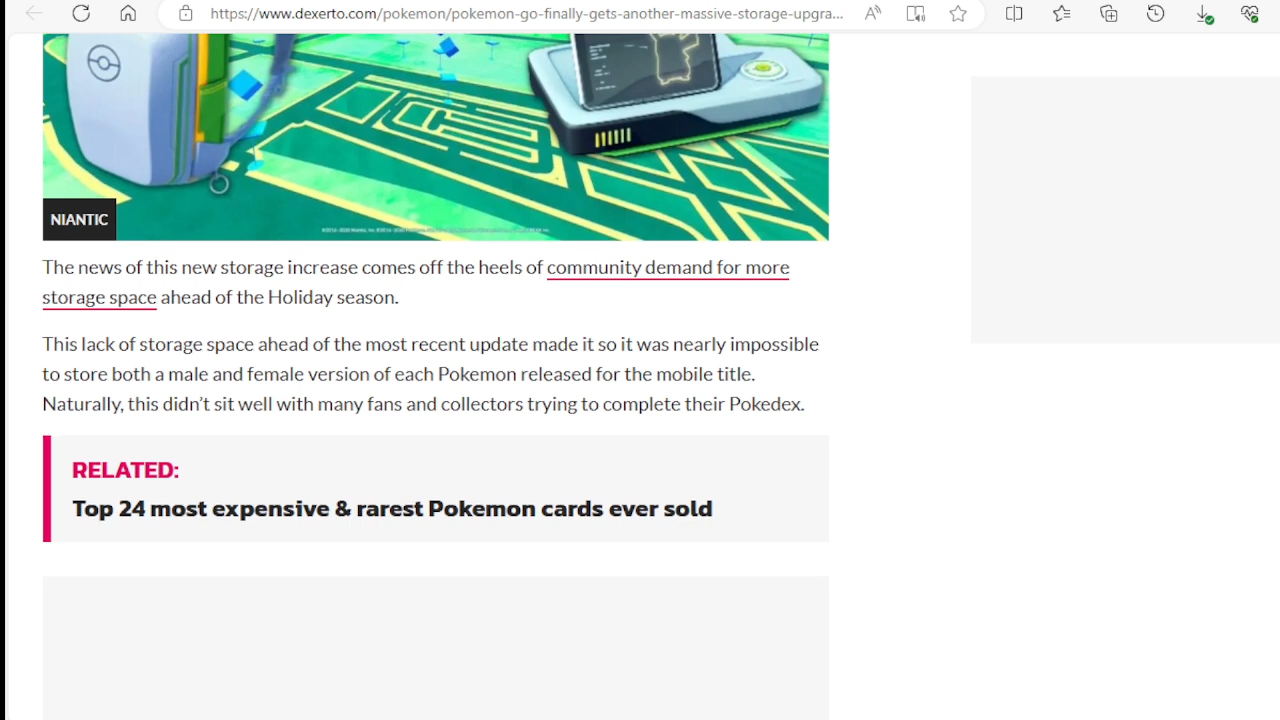 https://www.dexerto.com/pokemon/pokemon-go-finally-gets-another-massive-storage-upgra...
NIANTIC
The news of this new storage increase comes off the heels of community demand for more
storage space ahead of the Holiday season.
This lack of storage space ahead of the most recent update made it so it was nearly impossible
to store both a male and female version of each Pokemon released for the mobile title.
Naturally, this didn't sit well with many fans and collectors trying to complete their Pokedex.
RELATED:
Top 24 most expensive & rarest Pokemon cards ever sold